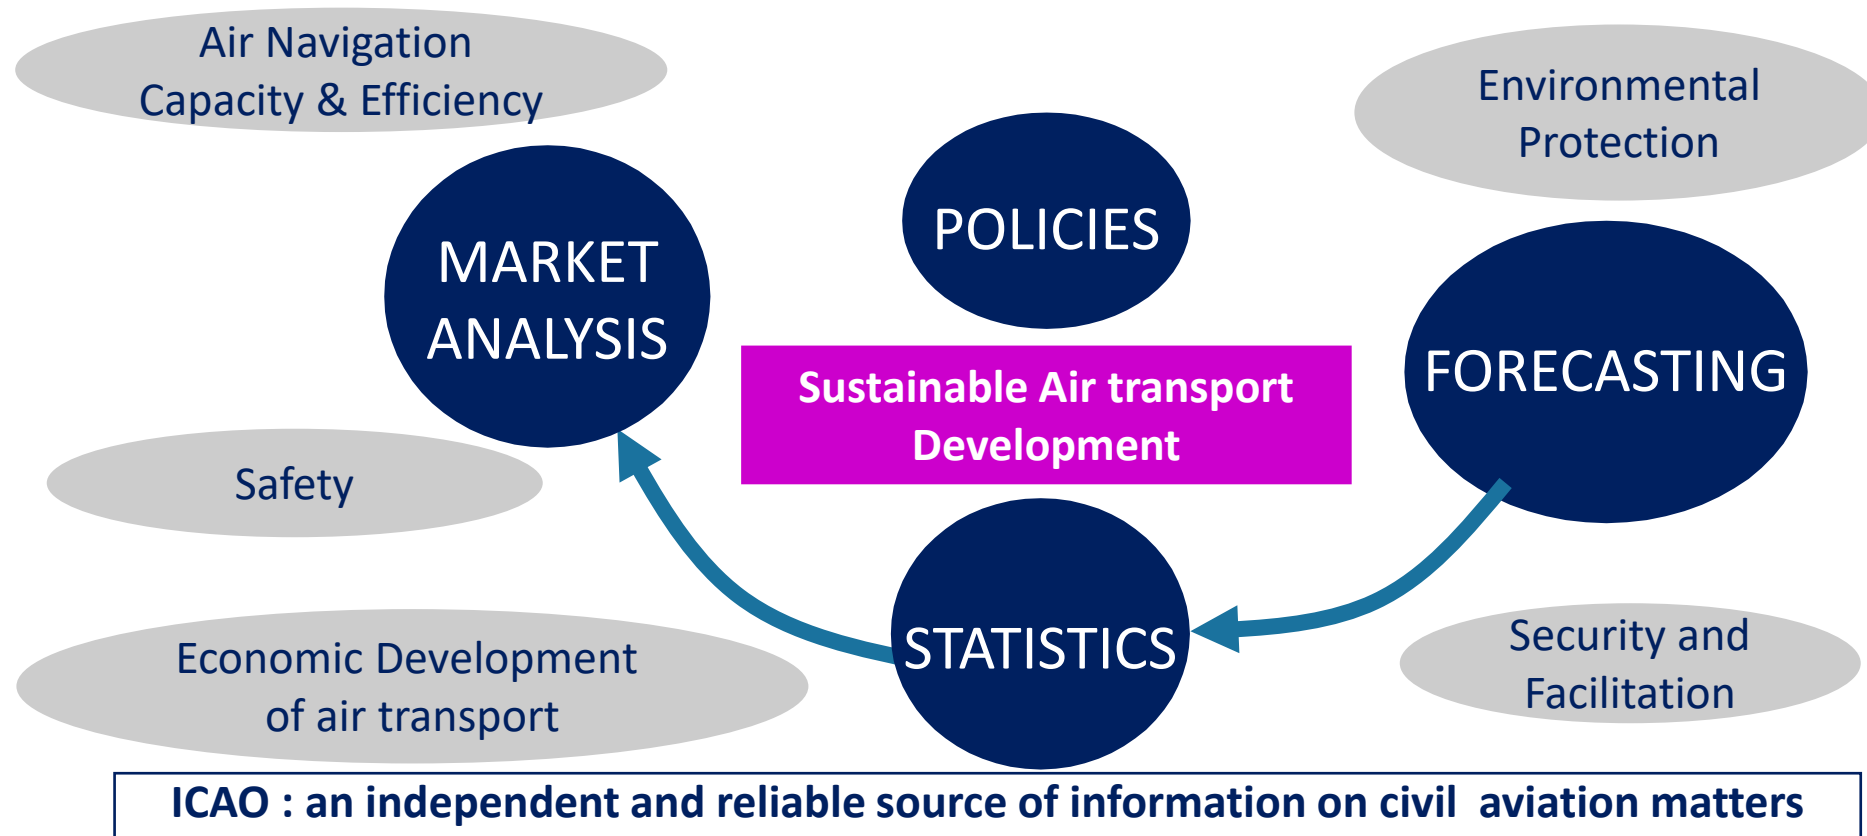 Air Navigation
Capacity & Efficiency
Environmental
Protection
POLICIES
MARKET
ANALYSIS
FORECASTING
Sustainable Air transport
Development
Safety
STATISTICS
Economic Development
of air transport
Security and
Facilitation
ICAO : an independent and reliable source of information on civil  aviation matters